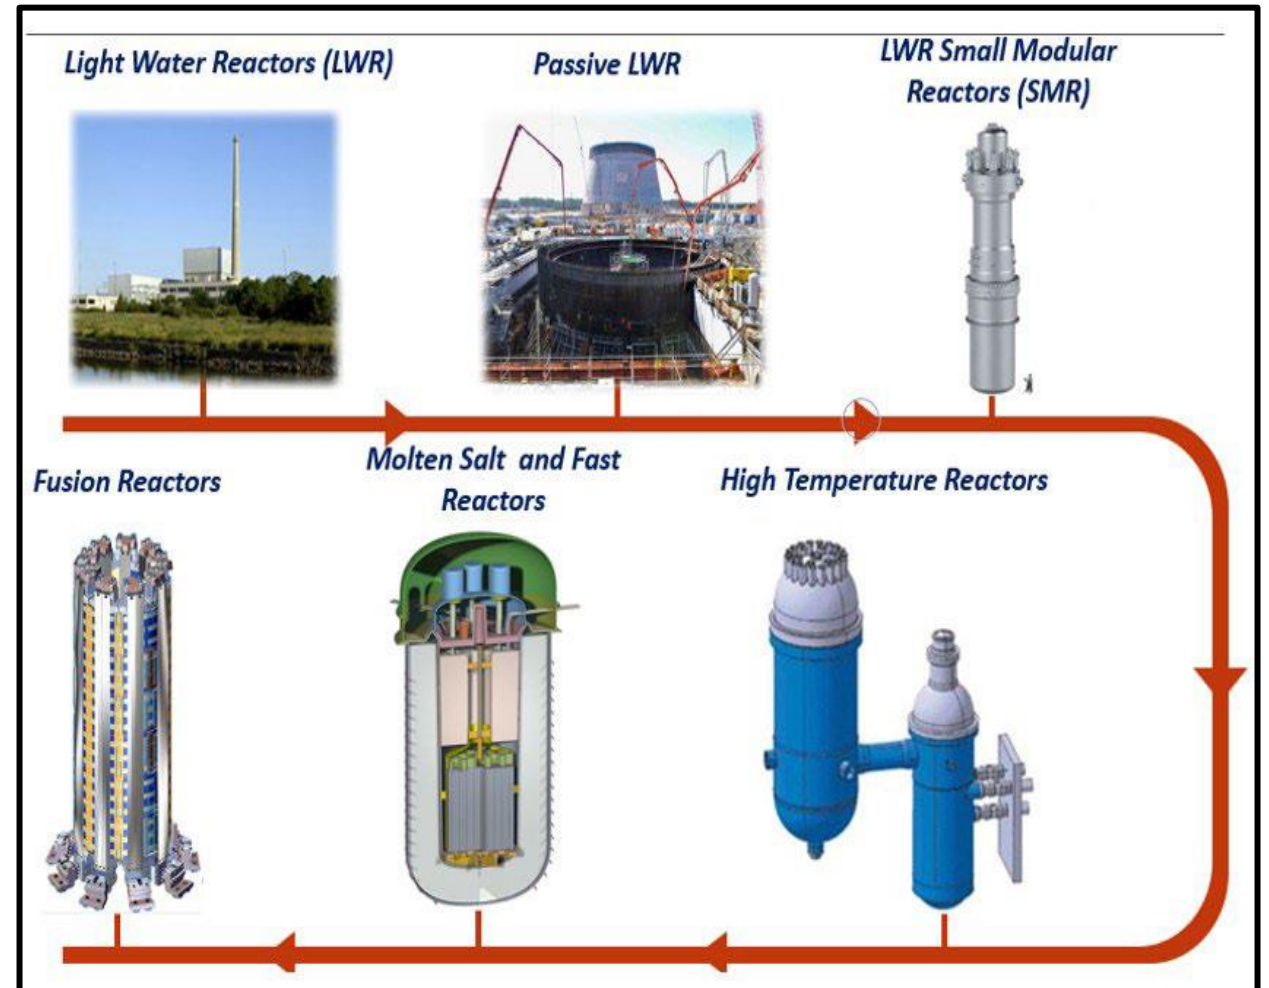 Light Water Reactors (LWR)
Passive LWR
LWR Small Modular
Reactors (SMR)
Fusion Reactors
Molten Salt and Fast
Reactors
High Temperature Reactors